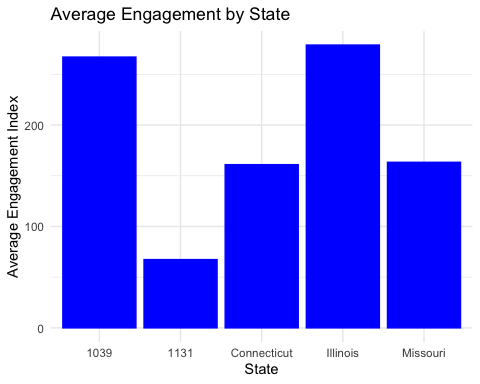 Average Engagement by State
Average Engagement Index
200
100
0
1039 1131 Connecticut Illinois Missouri
State